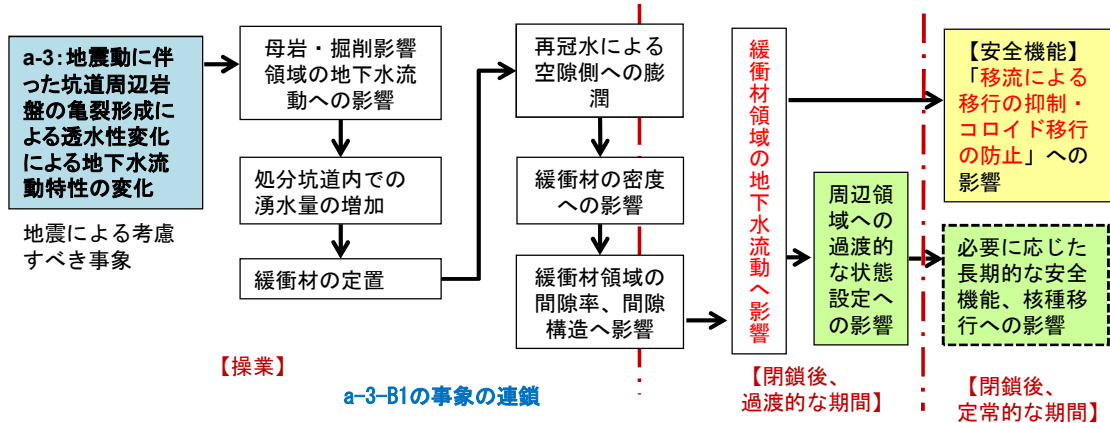 a-3：地震動に伴
った坑道周辺岩
盤の亀裂形成に
よる透水性変化
による地下水流
動特性の変化
地震による考慮
すべき事象
母岩・掘削影響
領域の地下水流
動への影響
処分坑道内での
湧水量の増加
緩衝材の定置
再冠水による
空隙側への膨
潤
緩衝材の密度
への影響
緩衝材領域の
間隙率、間隙
構造へ影響
緩衝材領域の地下水流動へ影響
周辺領
域への
過渡的
な状態
設定へ
の影響
【安全機能】
「移流による
移行の抑制・
コロイド移行
の防止」への
影響
必要に応じた
長期的な安全
機能、核種移
行への影響
【操業】
a-3-B1の事象の連鎖
【閉鎖後、
過渡的な期間】
【閉鎖後、
定常的な期間】